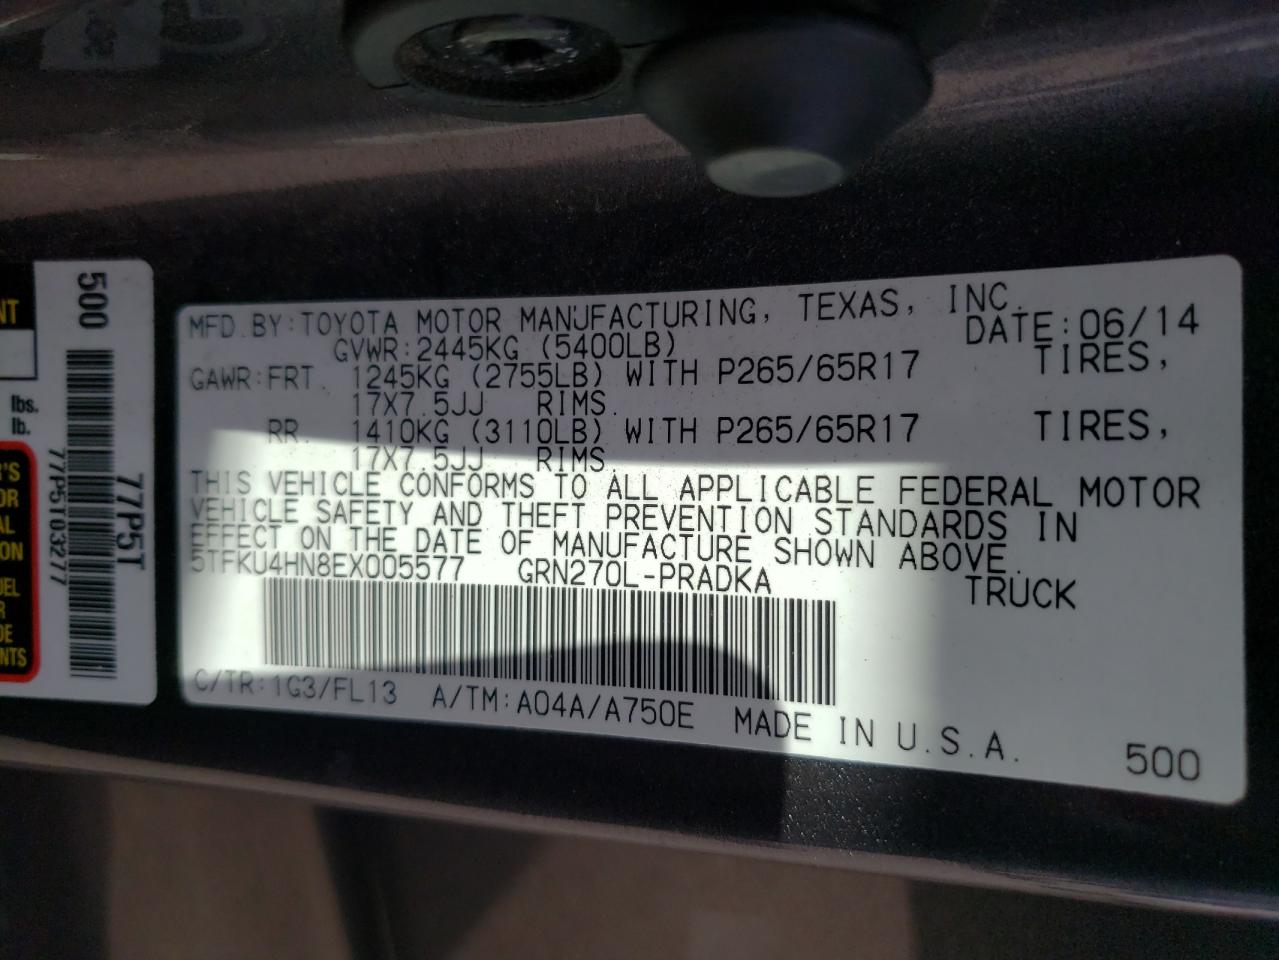 MFD. BY: TOYOTA MOTOR MANUFACTURING, TEXAS, INC.
GVWR: 2445KG (5400LB) DATE: 06/14
GAWR: FRT. 1245KG (2755LB) WITH P265/65R17 TIRES,
17X7.5JJ RIMS.
RR. 1410KG (3110LB) WITH P265/65R17 TIRES,
17X7.5JJ RIMS.
THIS VEHICLE CONFORMS TO ALL APPLICABLE FEDERAL MOTOR
VEHICLE SAFETY AND THEFT PREVENTION STANDARDS IN
EFFECT ON THE DATE OF MANUFACTURE SHOWN ABOVE.
5TFKU4HN8EX005577 GRN270L-PRADKA TRUCK
C/TR: 1G3/FL13 A/TM: A04A/A750E MADE IN U.S.A.
500
500
77P5T03277
77P5T
lbs.
lb.